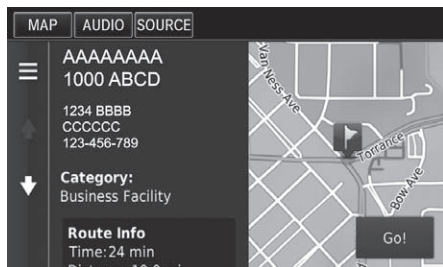 MAP AUDIO SOURCE
AAAAAAAA
1000 ABCD
1234 BBBB
CCCCCC
123-456-789
Category:
Business Facility
Route Info
Time:24 min
Van Ness Ave
Torrance
Bow Ave
Go!